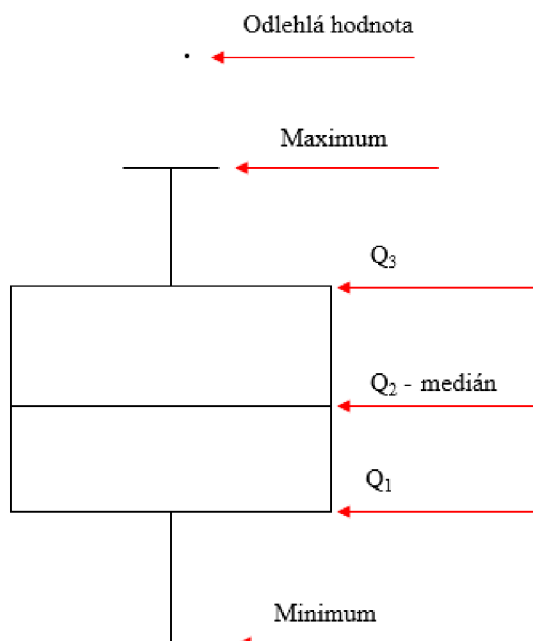 Odlehlá hodnota
Maximum
Q₃
Q₂ - medián
Q₁
Minimum